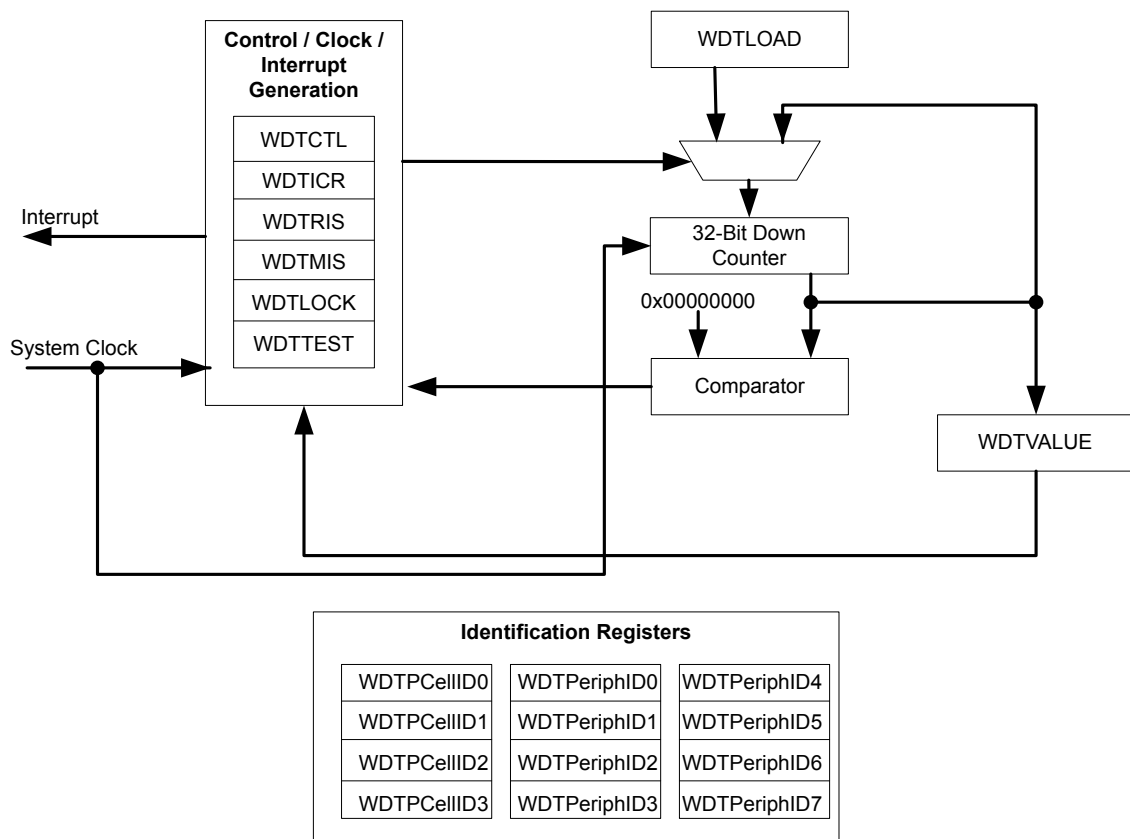 Control / Clock /
Interrupt
Generation
WDTCTL
WDTICR
WDTRIS
WDTMIS
WDTLOCK
WDTTEST
Interrupt
System Clock
WDTLOAD
32-Bit Down
Counter
0x00000000
Comparator
WDTVALUE
Identification Registers
WDTPCellID0 WDTPeriphID0 WDTPeriphID4
WDTPCellID1 WDTPeriphID1 WDTPeriphID5
WDTPCellID2 WDTPeriphID2 WDTPeriphID6
WDTPCellID3 WDTPeriphID3 WDTPeriphID7